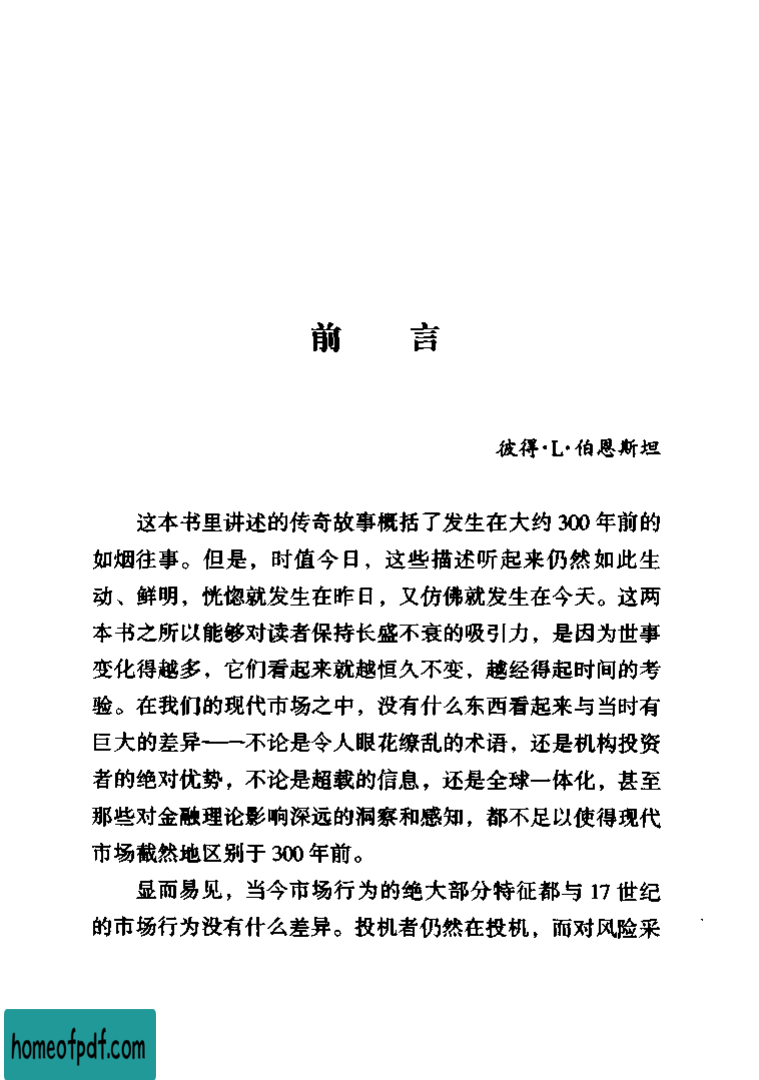 前 言
彼得·L·伯恩斯坦
这本书里讲述的传奇故事概括了发生在大约 300 年前的
如烟往事。但是，时值今日，这些描述听起来仍然如此生
动、鲜明，恍惚就发生在昨日，又仿佛就发生在今天。这两
本书之所以能够对读者保持长盛不衰的吸引力，是因为世事
变化得越多，它们看起来就越恒久不变，越经得起时间的考
验。在我们的现代市场之中，没有什么东西看起来与当时有
巨大的差异——不论是令人眼花缭乱的术语，还是机构投资
者的绝对优势，不论是超载的信息，还是全球一体化，甚至
那些对金融理论影响深远的洞察和感知，都不足以使得现代
市场截然地区别于 300 年前。
显而易见，当今市场行为的绝大部分特征都与 17 世纪
的市场行为没有什么差异。投机者仍然在投机，而对风险采
homeofpdf.com